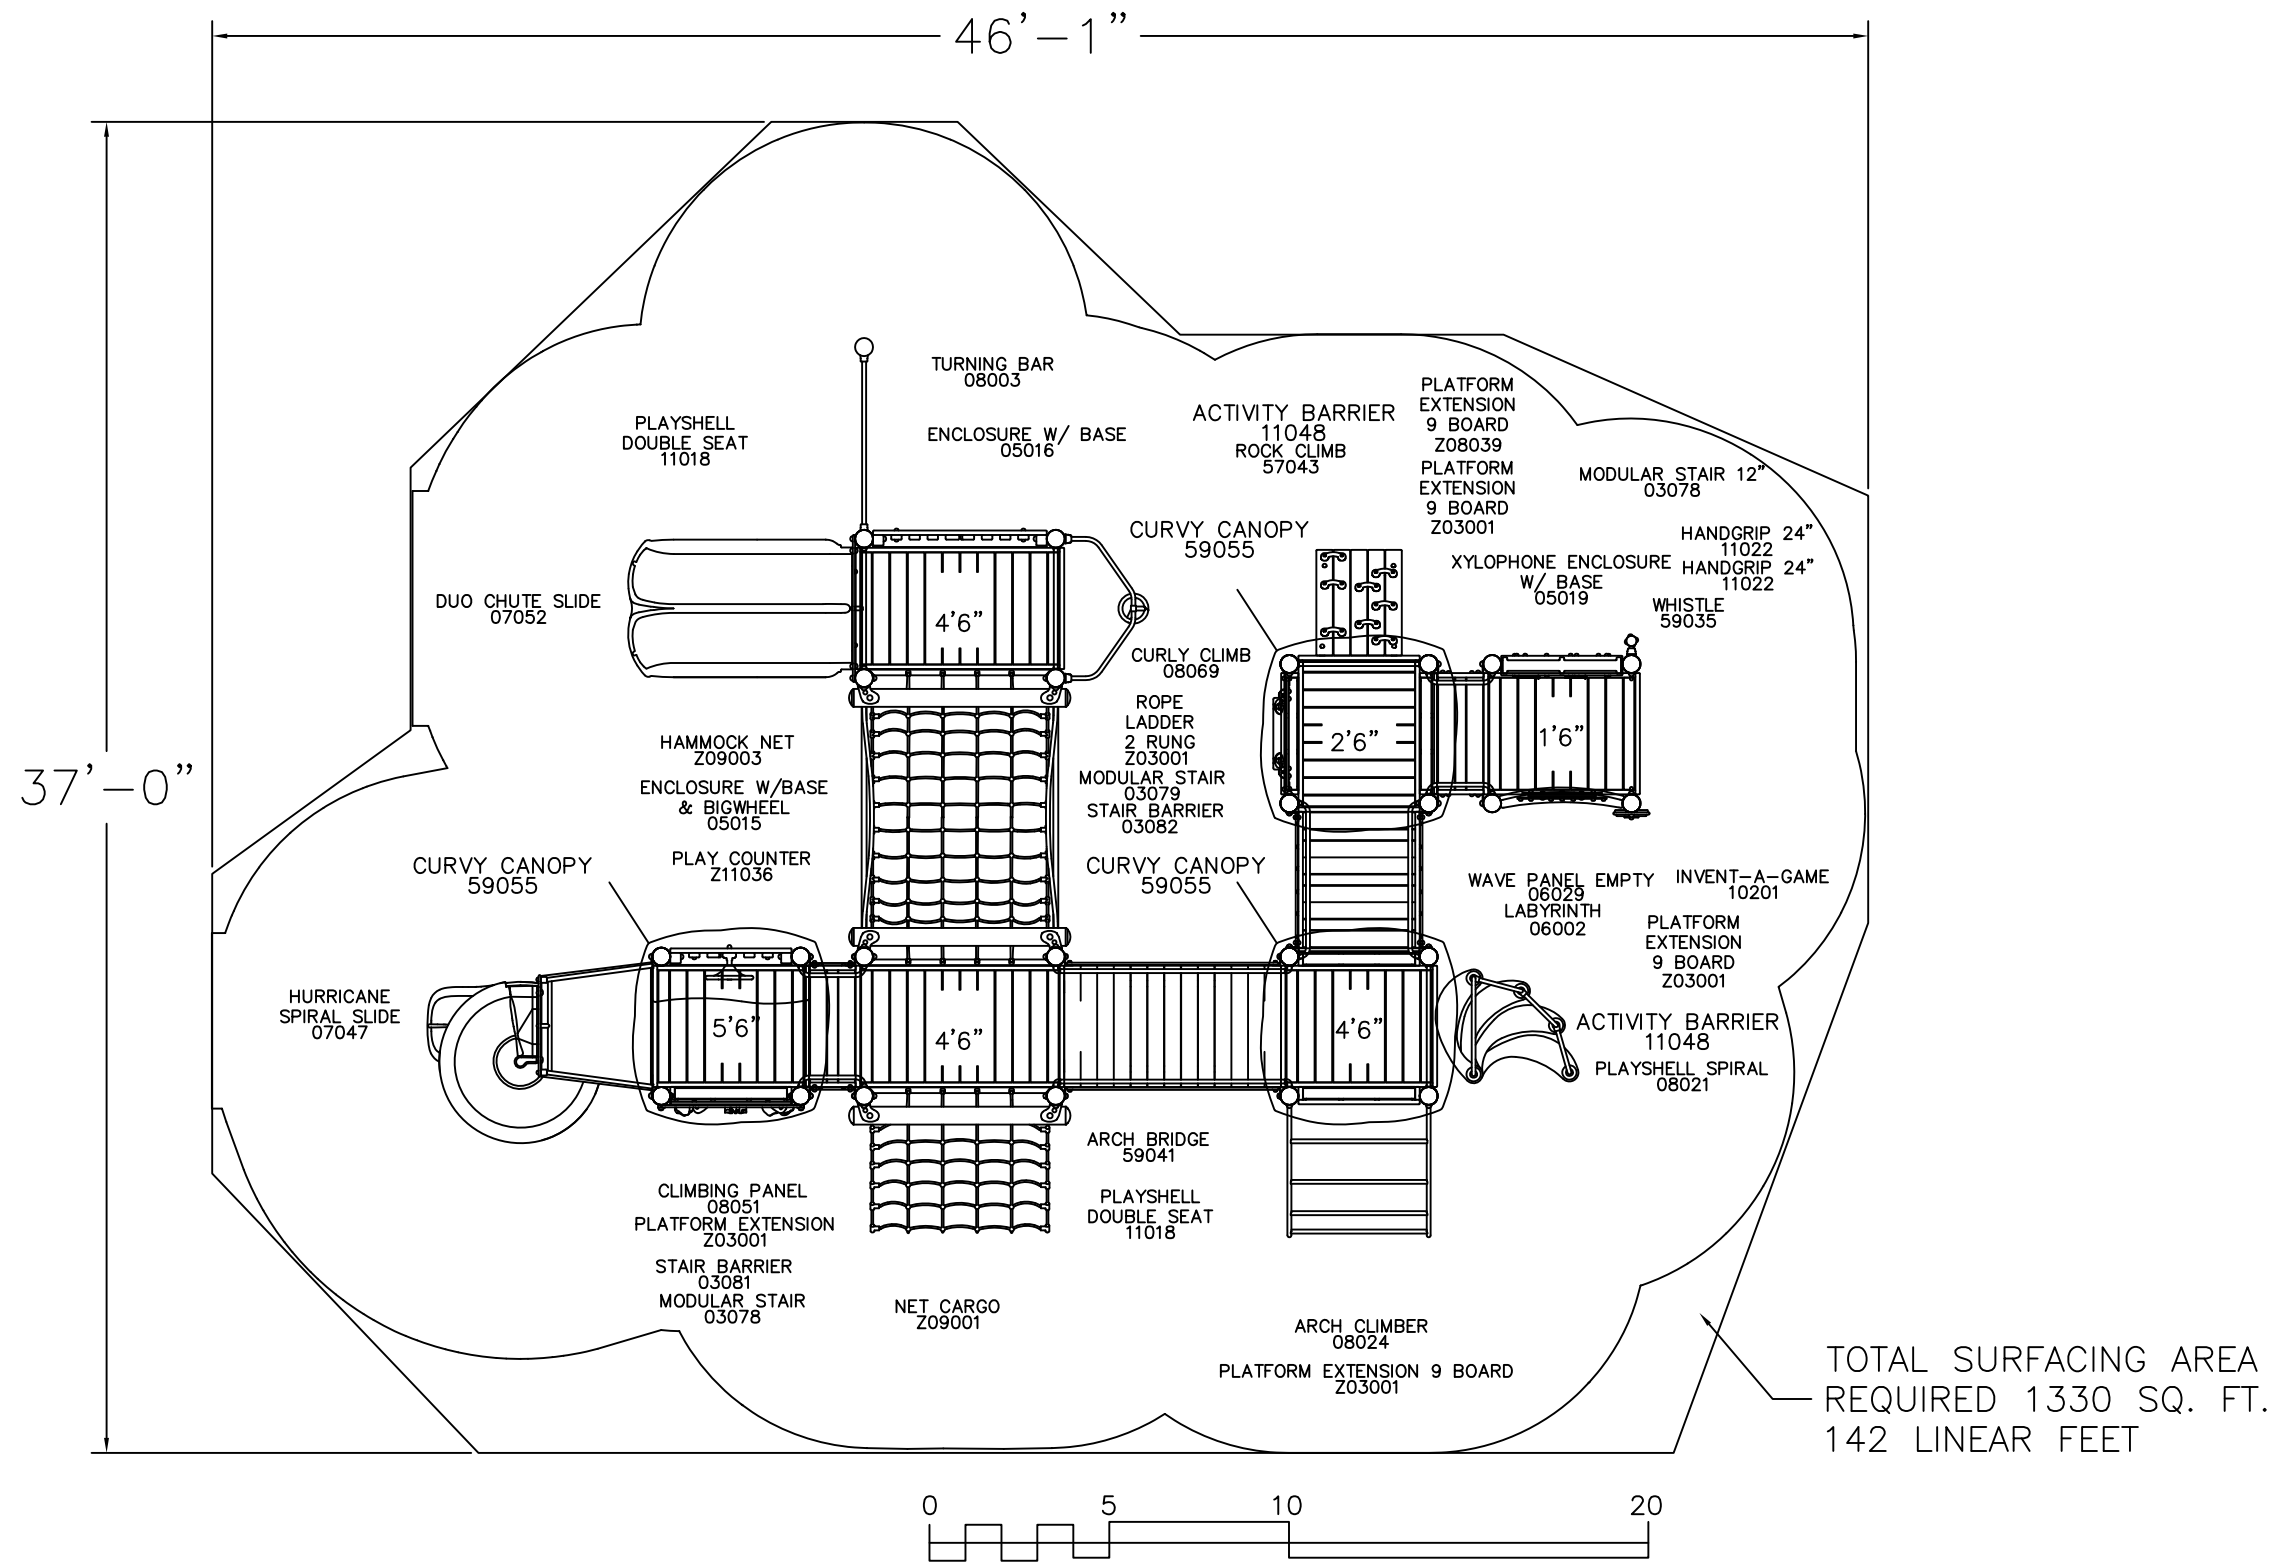 46'-1"
37'-0"
TURNING BAR
08003
PLAYSHELL
DOUBLE SEAT
11018
ENCLOSURE W/ BASE
05016
ACTIVITY BARRIER
11048
ROCK CLIMB
57043
PLATFORM
EXTENSION
9 BOARD
Z08039
PLATFORM
EXTENSION
9 BOARD
Z03001
MODULAR STAIR 12"
03078
CURVY CANOPY
59055
HANDGRIP 24"
11022
HANDGRIP 24"
11022
XYLOPHONE ENCLOSURE
W/ BASE
05019
WHISTLE
59035
DUO CHUTE SLIDE
07052
4'6"
CURLY CLIMB
08069
ROPE
LADDER
2 RUNG
Z03001
MODULAR STAIR
03079
STAIR BARRIER
03082
2'6"
1'6"
HAMMOCK NET
Z09003
ENCLOSURE W/BASE
& BIGWHEEL
05015
PLAY COUNTER
Z11036
CURVY CANOPY
59055
CURVY CANOPY
59055
WAVE PANEL EMPTY
06029
LABYRINTH
06002
INVENT-A-GAME
10201
PLATFORM
EXTENSION
9 BOARD
Z03001
HURRICANE
SPIRAL SLIDE
07047
5'6"
4'6"
4'6"
ACTIVITY BARRIER
11048
PLAYSHELL SPIRAL
08021
ARCH BRIDGE
59041
PLAYSHELL
DOUBLE SEAT
11018
CLIMBING PANEL
08051
PLATFORM EXTENSION
Z03001
STAIR BARRIER
03081
MODULAR STAIR
03078
NET CARGO
Z09001
ARCH CLIMBER
08024
PLATFORM EXTENSION 9 BOARD
Z03001
TOTAL SURFACING AREA
REQUIRED 1330 SQ. FT.
142 LINEAR FEET
0 5 10 20